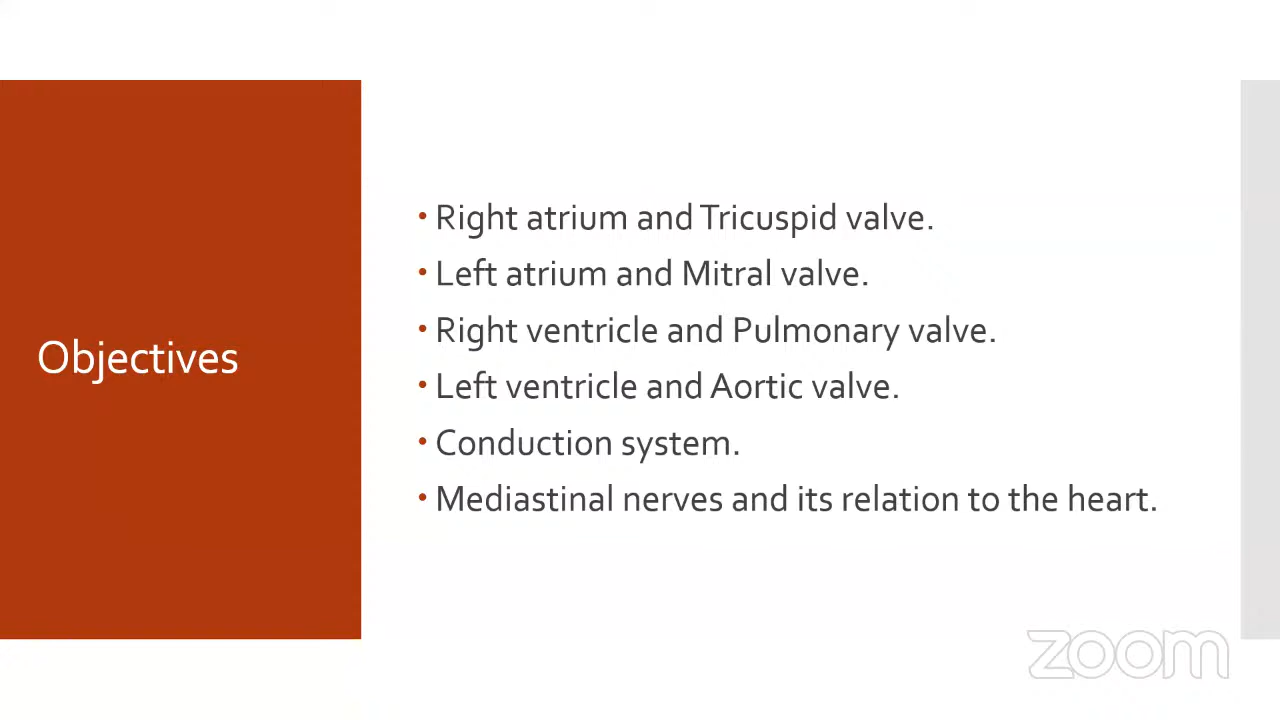 Objectives
• Right atrium and Tricuspid valve.
• Left atrium and Mitral valve.
• Right ventricle and Pulmonary valve.
• Left ventricle and Aortic valve.
• Conduction system.
• Mediastinal nerves and its relation to the heart.
zoom